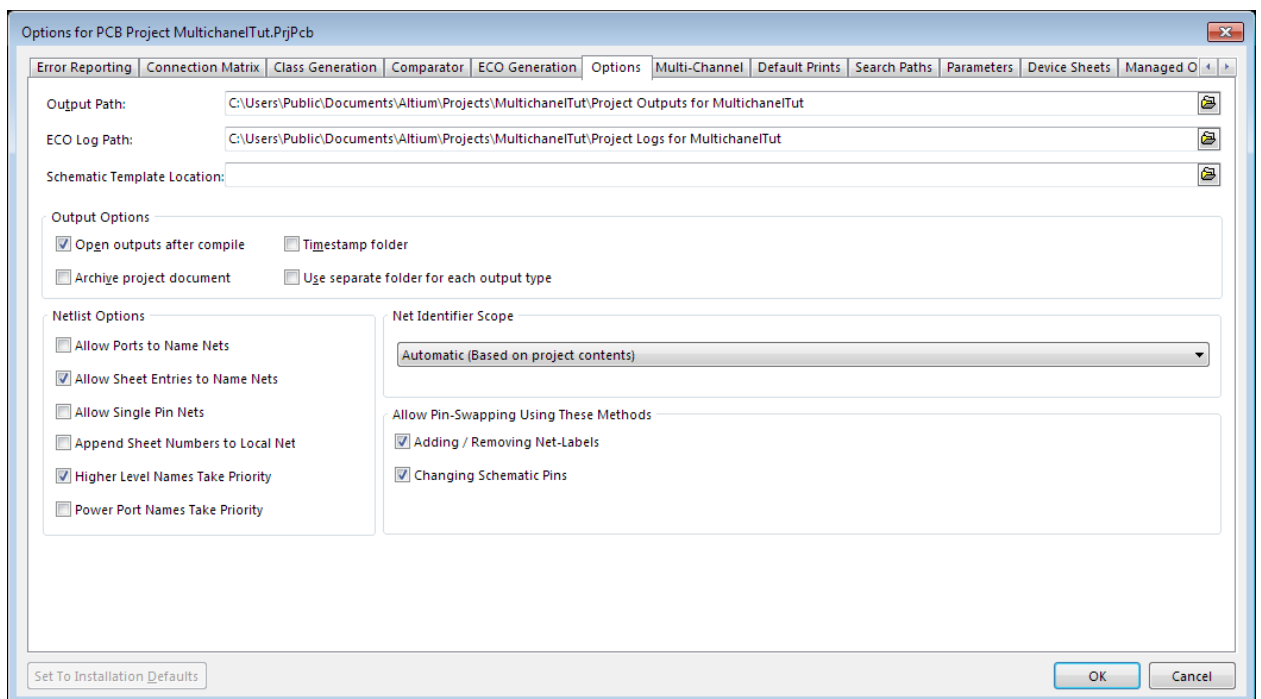 Options for PCB Project MultichanelTut.PrjPcb
Error Reporting Connection Matrix Class Generation Comparator ECO Generation Options Multi-Channel Default Prints Search Paths Parameters Device Sheets Managed O
Output Path: C:\Users\Public\Documents\Altium\Projects\MultichanelTut\Project Outputs for MultichanelTut
ECO Log Path: C:\Users\Public\Documents\Altium\Projects\MultichanelTut\Project Logs for MultichanelTut
Schematic Template Location:
Output Options
Open outputs after compile Timestamp folder
Archive project document Use separate folder for each output type
Netlist Options
Allow Ports to Name Nets
Allow Sheet Entries to Name Nets
Allow Single Pin Nets
Append Sheet Numbers to Local Net
Higher Level Names Take Priority
Power Port Names Take Priority
Net Identifier Scope
Automatic (Based on project contents)
Allow Pin-Swapping Using These Methods
Adding / Removing Net-Labels
Changing Schematic Pins
Set To Installation Defaults OK Cancel